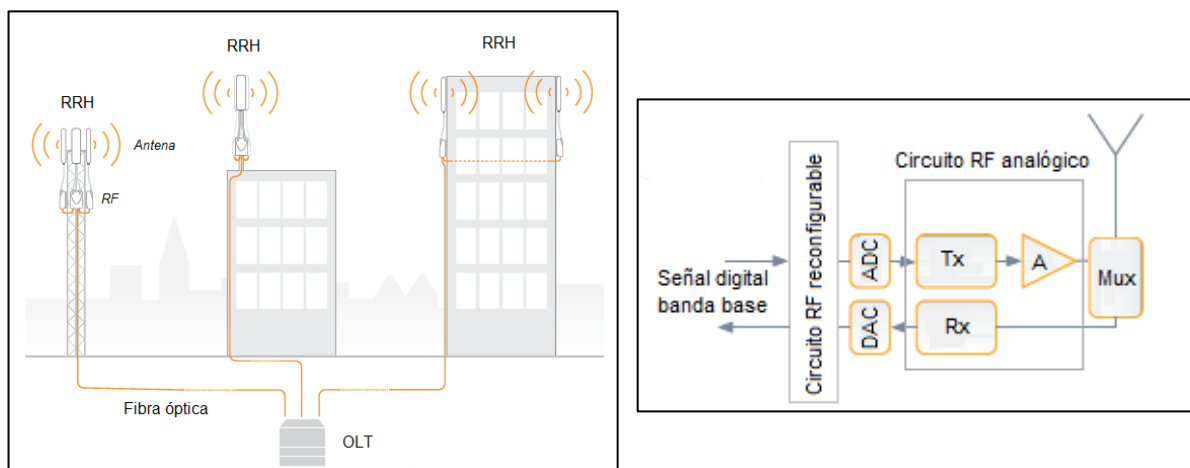 RRH
RRH
RRH
Antena
RF
Fibra óptica
OLT
Circuito RF analógico
Circuito RF reconfigurable
Señal digital
banda base
ADC
Tx
A
Mux
DAC
Rx